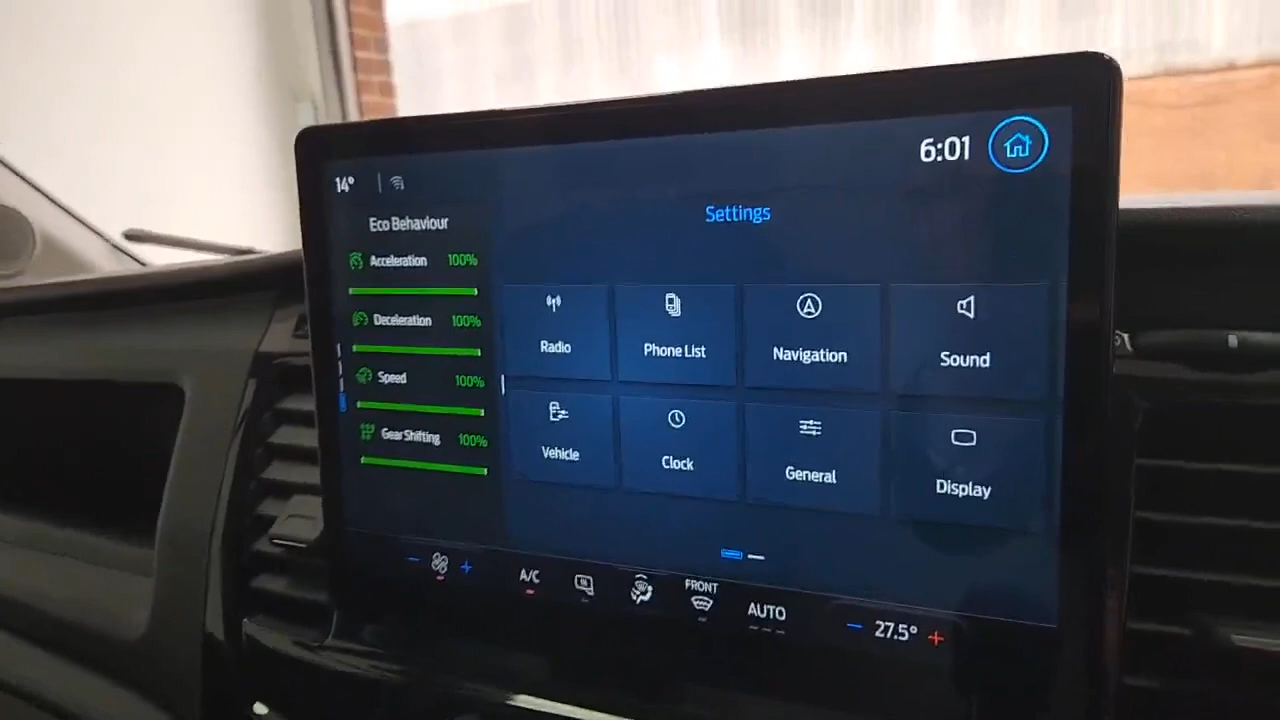 14°
6:01
Eco Behaviour
Acceleration 100%
Deceleration 100%
Speed 100%
Gear Shifting 100%
Settings
Radio
Phone List
Navigation
Sound
Vehicle
Clock
General
Display
− +
A/C
FRONT
AUTO
− 27.5° +